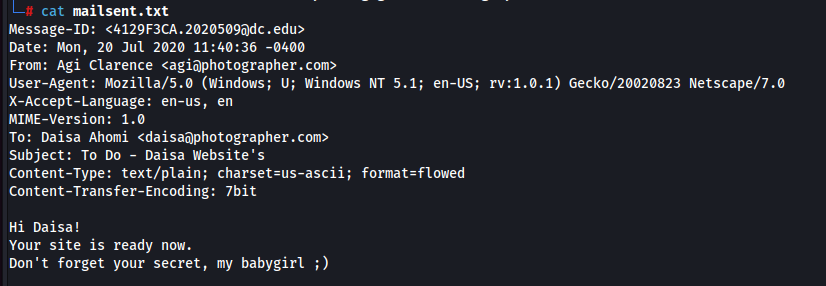 └─# cat mailsent.txt
Message-ID: <4129F3CA.2020509@dc.edu>
Date: Mon, 20 Jul 2020 11:40:36 -0400
From: Agi Clarence <agi@photographer.com>
User-Agent: Mozilla/5.0 (Windows; U; Windows NT 5.1; en-US; rv:1.0.1) Gecko/20020823 Netscape/7.0
X-Accept-Language: en-us, en
MIME-Version: 1.0
To: Daisa Ahomi <daisa@photographer.com>
Subject: To Do - Daisa Website's
Content-Type: text/plain; charset=us-ascii; format=flowed
Content-Transfer-Encoding: 7bit

Hi Daisa!
Your site is ready now.
Don't forget your secret, my babygirl ;)